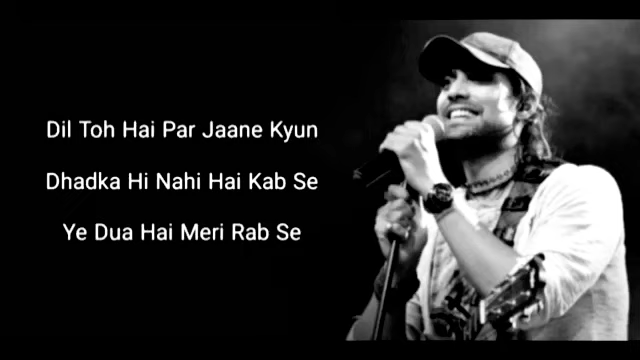 Dil Toh Hai Par Jaane Kyun
Dhadka Hi Nahi Hai Kab Se
Ye Dua Hai Meri Rab Se